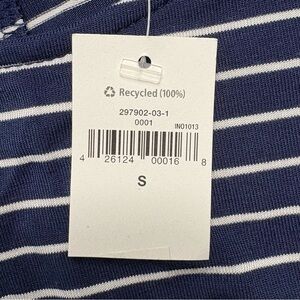 ♻ Recycled (100%)
297902-03-1
0001
IN01013
4 26124 00016 8
S